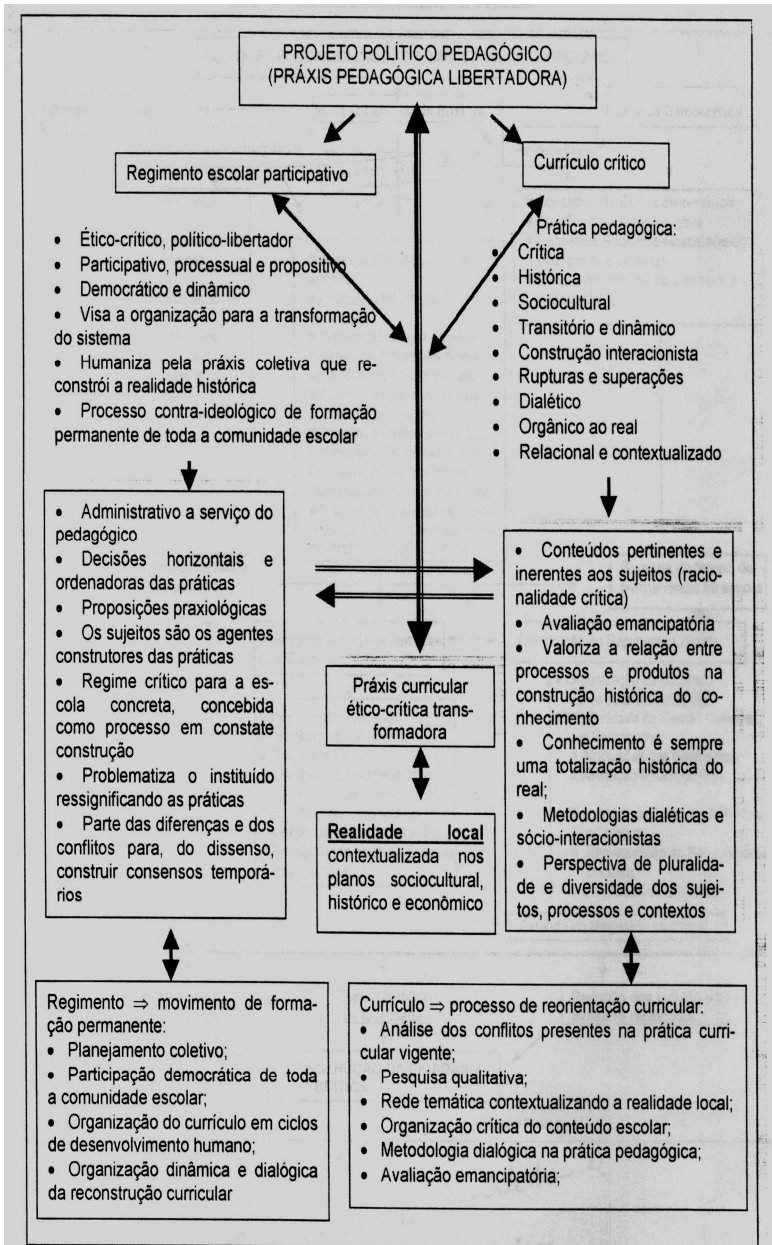 PROJETO POLÍTICO PEDAGÓGICO
(PRÁXIS PEDAGÓGICA LIBERTADORA)
Regimento escolar participativo
Currículo crítico
• Ético-crítico, político-libertador
• Participativo, processual e propositivo
• Democrático e dinâmico
• Visa a organização para a transformação
do sistema
• Humaniza pela práxis coletiva que re-
constrói a realidade histórica
• Processo contra-ideológico de formação
permanente de toda a comunidade escolar
Prática pedagógica:
• Crítica
• Histórica
• Sociocultural
• Transitório e dinâmico
• Construção interacionista
• Rupturas e superações
• Dialético
• Orgânico ao real
• Relacional e contextualizado
• Administrativo a serviço do
pedagógico
• Decisões horizontais e
ordenadoras das práticas
• Proposições praxiológicas
• Os sujeitos são os agentes
construtores das práticas
• Regime crítico para a es-
cola concreta, concebida
como processo em constate
construção
• Problematiza o instituído
ressignificando as práticas
• Parte das diferenças e dos
conflitos para, do dissenso,
construir consensos temporá-
rios
Práxis curricular
ético-crítica trans-
formadora
Realidade local
contextualizada nos
planos sociocultural,
histórico e econômico
• Conteúdos pertinentes e
inerentes aos sujeitos (racio-
nalidade crítica)
• Avaliação emancipatória
• Valoriza a relação entre
processos e produtos na
construção histórica do co-
nhecimento
• Conhecimento é sempre
uma totalização histórica do
real;
• Metodologias dialéticas e
sócio-interacionistas
• Perspectiva de pluralida-
de e diversidade dos sujei-
tos, processos e contextos
Regimento ⇒ movimento de forma-
ção permanente:
• Planejamento coletivo;
• Participação democrática de toda
a comunidade escolar;
• Organização do currículo em ciclos
de desenvolvimento humano;
• Organização dinâmica e dialógica
da reconstrução curricular
Currículo ⇒ processo de reorientação curricular:
• Análise dos conflitos presentes na prática curri-
cular vigente;
• Pesquisa qualitativa;
• Rede temática contextualizando a realidade local;
• Organização crítica do conteúdo escolar;
• Metodologia dialógica na prática pedagógica;
• Avaliação emancipatória;